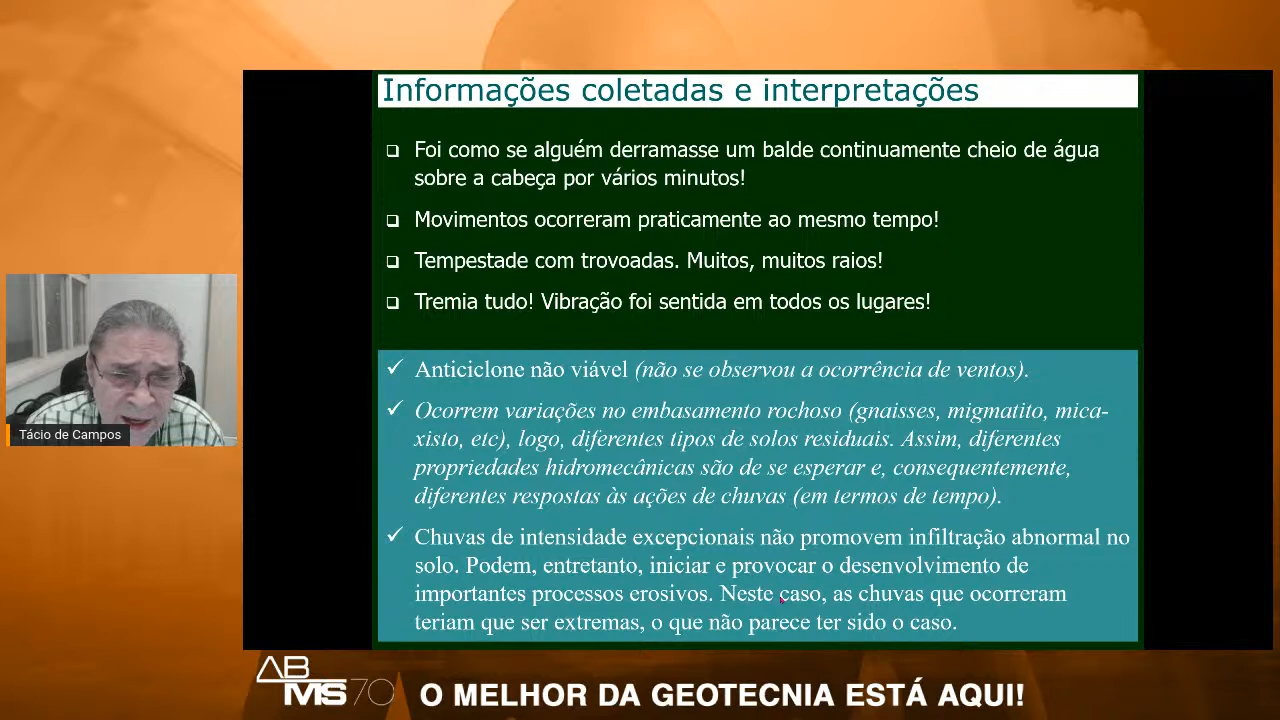 Informações coletadas e interpretações
❑ Foi como se alguém derramasse um balde continuamente cheio de água
sobre a cabeça por vários minutos!
❑ Movimentos ocorreram praticamente ao mesmo tempo!
❑ Tempestade com trovoadas. Muitos, muitos raios!
❑ Tremia tudo! Vibração foi sentida em todos os lugares!
✓ Anticiclone não viável (não se observou a ocorrência de ventos).
✓ Ocorrem variações no embasamento rochoso (gnaisses, migmatito, mica-
xisto, etc), logo, diferentes tipos de solos residuais. Assim, diferentes
propriedades hidromecânicas são de se esperar e, consequentemente,
diferentes respostas às ações de chuvas (em termos de tempo).
✓ Chuvas de intensidade excepcionais não promovem infiltração abnormal no
solo. Podem, entretanto, iniciar e provocar o desenvolvimento de
importantes processos erosivos. Neste caso, as chuvas que ocorreram
teriam que ser extremas, o que não parece ter sido o caso.
Tácio de Campos
ABMS70 O MELHOR DA GEOTECNIA ESTÁ AQUI!